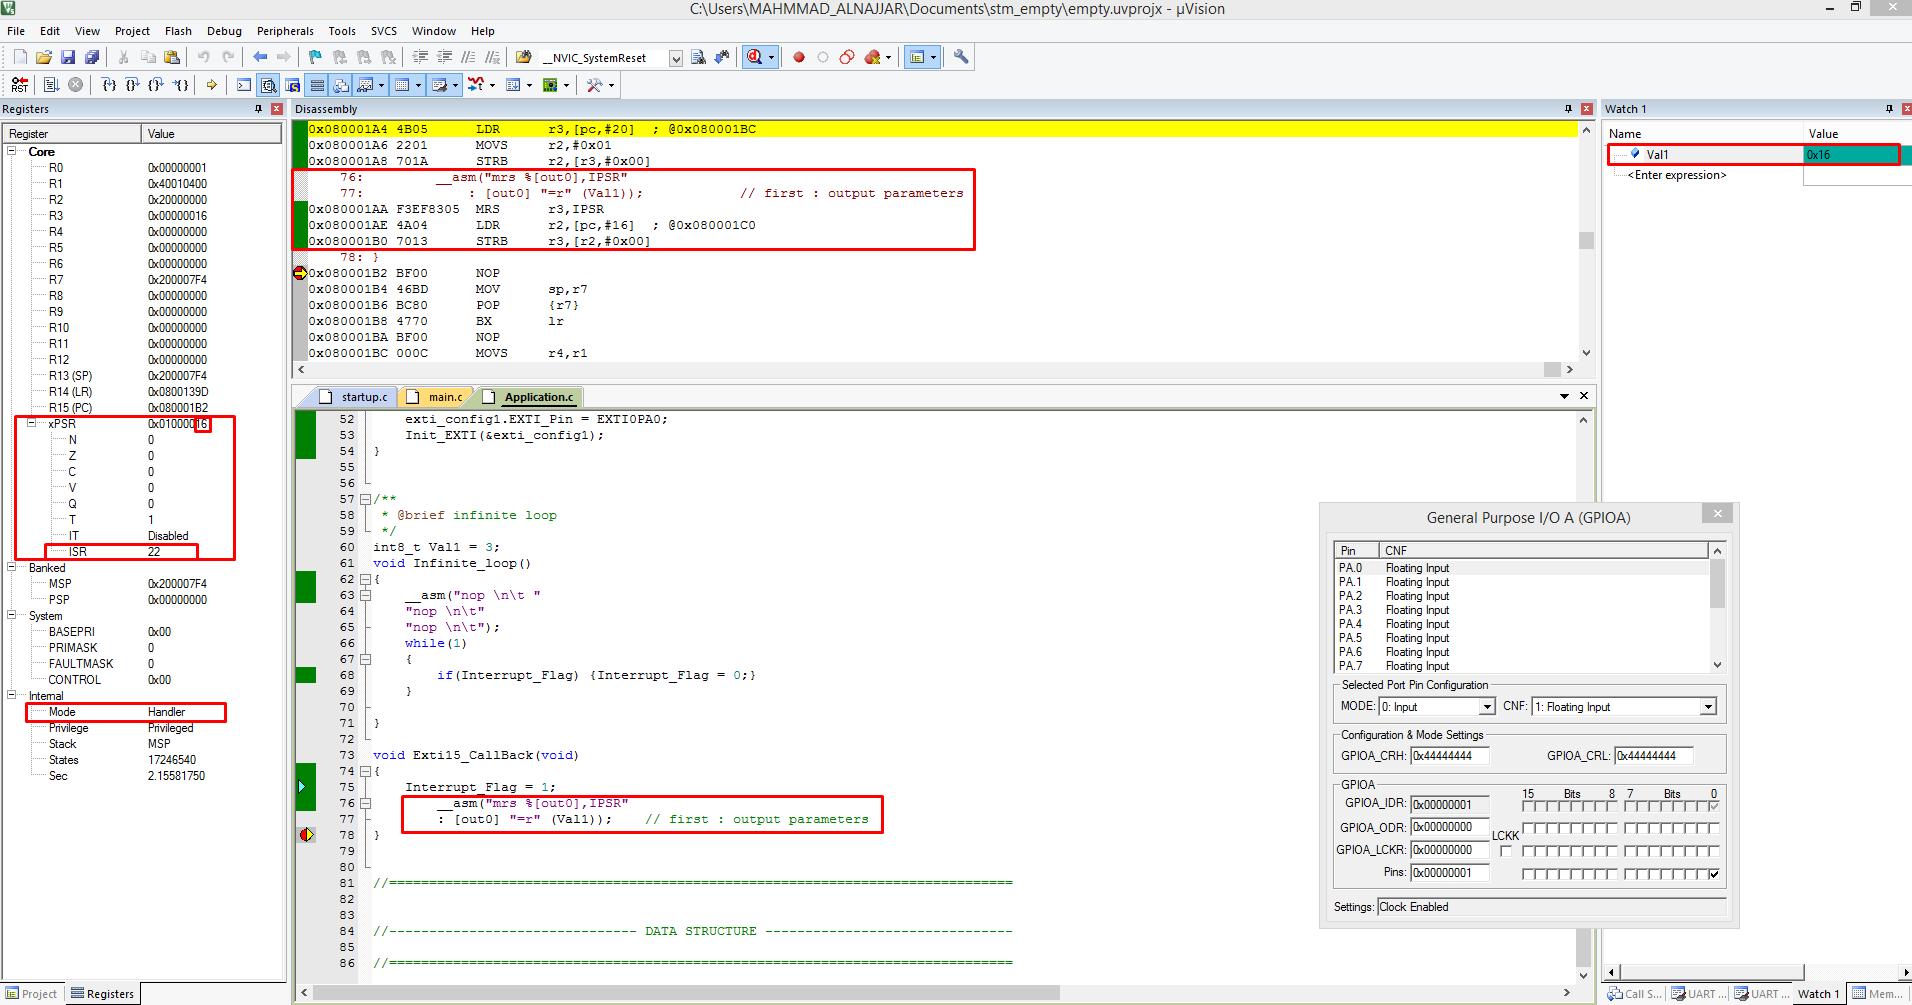 C:\Users\MAHMMAD_ALNAJJAR\Documents\stm_empty\empty.uvprojx - µVision
File Edit View Project Flash Debug Peripherals Tools SVCS Window Help
__NVIC_SystemReset
RST
Registers
Register Value
Core
R0 0x00000001
R1 0x40010400
R2 0x20000000
R3 0x00000016
R4 0x00000000
R5 0x00000000
R6 0x00000000
R7 0x200007F4
R8 0x00000000
R9 0x00000000
R10 0x00000000
R11 0x00000000
R12 0x00000000
R13 (SP) 0x200007F4
R14 (LR) 0x0800139D
R15 (PC) 0x080001B2
xPSR 0x01000016
N 0
Z 0
C 0
V 0
Q 0
T 1
IT Disabled
ISR 22
Banked
MSP 0x200007F4
PSP 0x00000000
System
BASEPRI 0x00
PRIMASK 0
FAULTMASK 0
CONTROL 0x00
Internal
Mode Handler
Privilege Privileged
Stack MSP
States 17246540
Sec 2.15581750
Project Registers
Disassembly
0x080001A4 4B05 LDR r3,[pc,#20] ; @0x080001BC
0x080001A6 2201 MOVS r2,#0x01
0x080001A8 701A STRB r2,[r3,#0x00]
76: __asm("mrs %[out0],IPSR"
77: : [out0] "=r" (Val1)); // first : output parameters
0x080001AA F3EF8305 MRS r3,IPSR
0x080001AE 4A04 LDR r2,[pc,#16] ; @0x080001C0
0x080001B0 7013 STRB r3,[r2,#0x00]
78: }
0x080001B2 BF00 NOP
0x080001B4 46BD MOV sp,r7
0x080001B6 BC80 POP {r7}
0x080001B8 4770 BX lr
0x080001BA BF00 NOP
0x080001BC 000C MOVS r4,r1
startup.c main.c Application.c
52 exti_config1.EXTI_Pin = EXTI0PA0;
53 Init_EXTI(&exti_config1);
54 }
55
56
57 /**
58 * @brief infinite loop
59 */
60 int8_t Val1 = 3;
61 void Infinite_loop()
62 {
63 __asm("nop \n\t "
64 "nop \n\t"
65 "nop \n\t");
66 while(1)
67 {
68 if(Interrupt_Flag) {Interrupt_Flag = 0;}
69 }
70
71 }
72
73 void Exti15_CallBack(void)
74 {
75 Interrupt_Flag = 1;
76 __asm("mrs %[out0],IPSR"
77 : [out0] "=r" (Val1)); // first : output parameters
78 }
79
80
81 //==============================================================================
82
83
84 //------------------------------- DATA STRUCTURE -------------------------------
85
86 //==============================================================================
Watch 1
Name Value
Val1 0x16
<Enter expression>
General Purpose I/O A (GPIOA)
Pin CNF
PA.0 Floating Input
PA.1 Floating Input
PA.2 Floating Input
PA.3 Floating Input
PA.4 Floating Input
PA.5 Floating Input
PA.6 Floating Input
PA.7 Floating Input
Selected Port Pin Configuration
MODE: 0: Input CNF: 1: Floating Input
Configuration & Mode Settings
GPIOA_CRH: 0x44444444 GPIOA_CRL: 0x44444444
GPIOA
15 Bits 8 7 Bits 0
GPIOA_IDR: 0x00000001
GPIOA_ODR: 0x00000000
LCKK
GPIOA_LCKR: 0x00000000
Pins: 0x00000001
Settings: Clock Enabled
Call S... UART ... UART ... Watch 1 Mem...